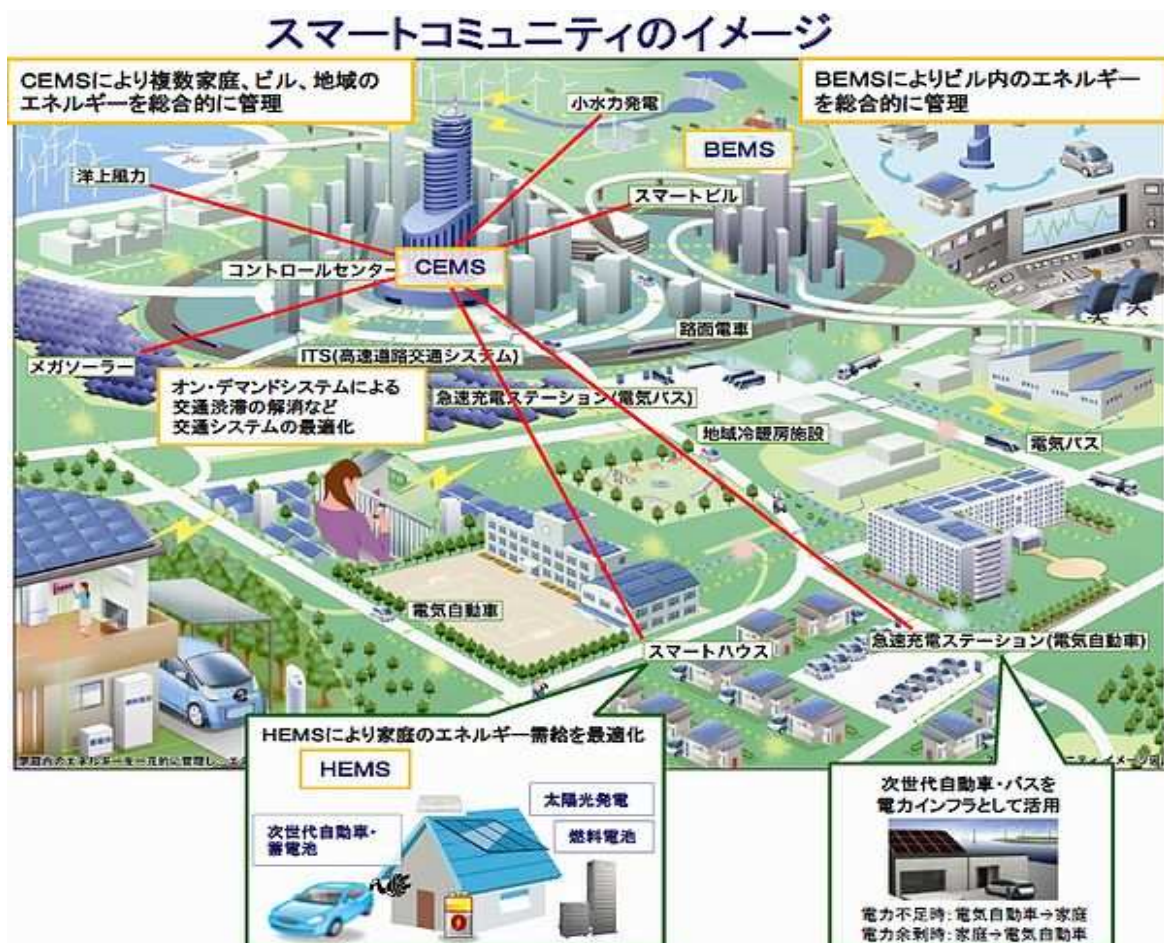 スマートコミュニティのイメージ
CEMSにより複数家庭、ビル、地域の
エネルギーを総合的に管理
BEMSによりビル内のエネルギー
を総合的に管理
小水力発電
BEMS
洋上風力
スマートビル
コントロールセンター
CEMS
路面電車
ITS(高速道路交通システム)
メガソーラー
オン・デマンドシステムによる
交通渋滞の解消など
交通システムの最適化
急速充電ステーション(電気バス)
地域冷暖房施設
電気バス
電気自動車
スマートハウス
急速充電ステーション(電気自動車)
HEMSにより家庭のエネルギー需給を最適化
HEMS
太陽光発電
次世代自動車・
蓄電池
燃料電池
次世代自動車・バスを
電力インフラとして活用
電力不足時:電気自動車→家庭
電力余剰時:家庭→電気自動車